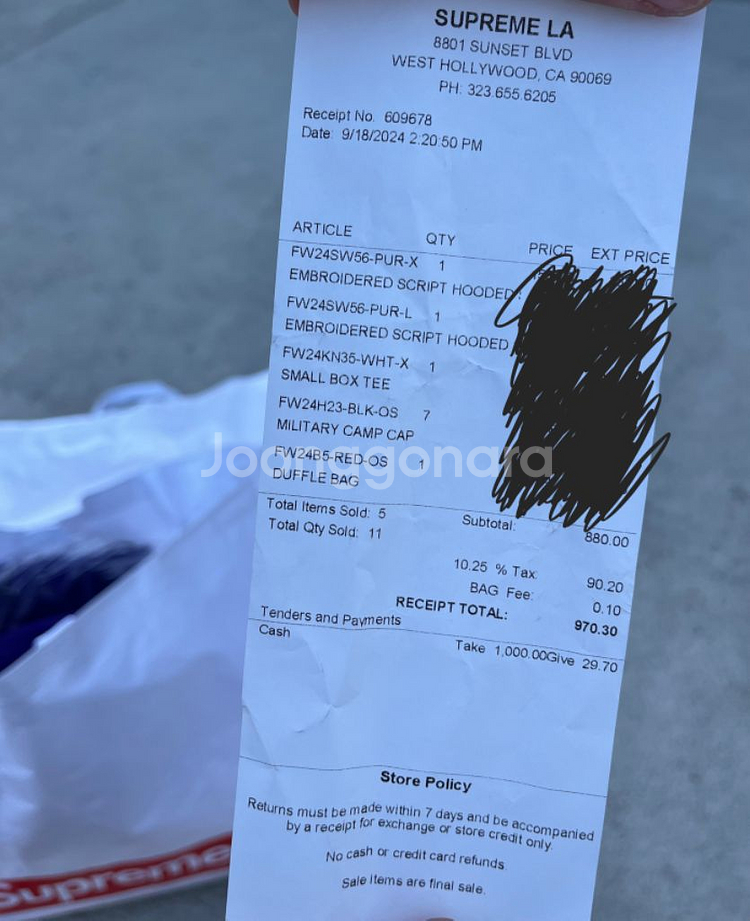 SUPREME LA
8801 SUNSET BLVD
WEST HOLLYWOOD, CA 90069
PH: 323.655.6205
Receipt No. 609678
Date: 9/18/2024 2:20:50 PM
ARTICLE QTY PRICE EXT PRICE
FW24SW56-PUR-X 1
EMBROIDERED SCRIPT HOODED
FW24SW56-PUR-L 1
EMBROIDERED SCRIPT HOODED
FW24KN35-WHT-X 1
SMALL BOX TEE
FW24H23-BLK-OS 7
MILITARY CAMP CAP
FW24B5-RED-OS 1
DUFFLE BAG
Joonggonara
Total Items Sold: 5 Subtotal: 880.00
Total Qty Sold: 11
10.25 % Tax: 90.20
BAG Fee: 0.10
RECEIPT TOTAL: 970.30
Tenders and Payments
Cash Take 1,000.00Give 29.70
Store Policy
Returns must be made within 7 days and be accompanied
by a receipt for exchange or store credit only.
No cash or credit card refunds
Sale items are final sale.
Supreme